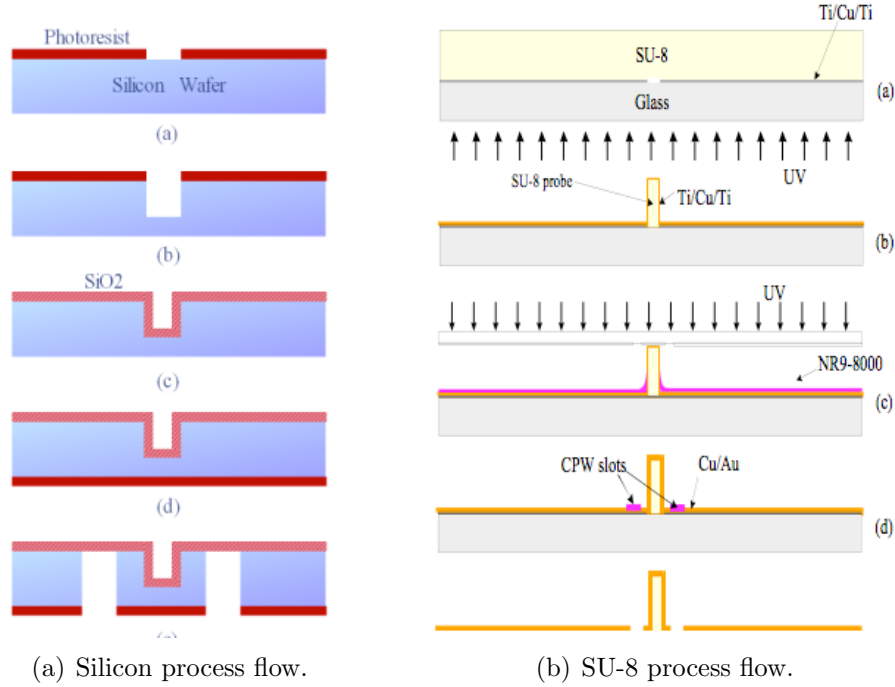 Photoresist
Silicon Wafer
(a)
(b)
SiO2
(c)
(d)
Ti/Cu/Ti
SU-8
(a)
Glass
UV
SU-8 probe
Ti/Cu/Ti
(b)
UV
NR9-8000
(c)
CPW slots
Cu/Au
(d)
(a) Silicon process flow.
(b) SU-8 process flow.